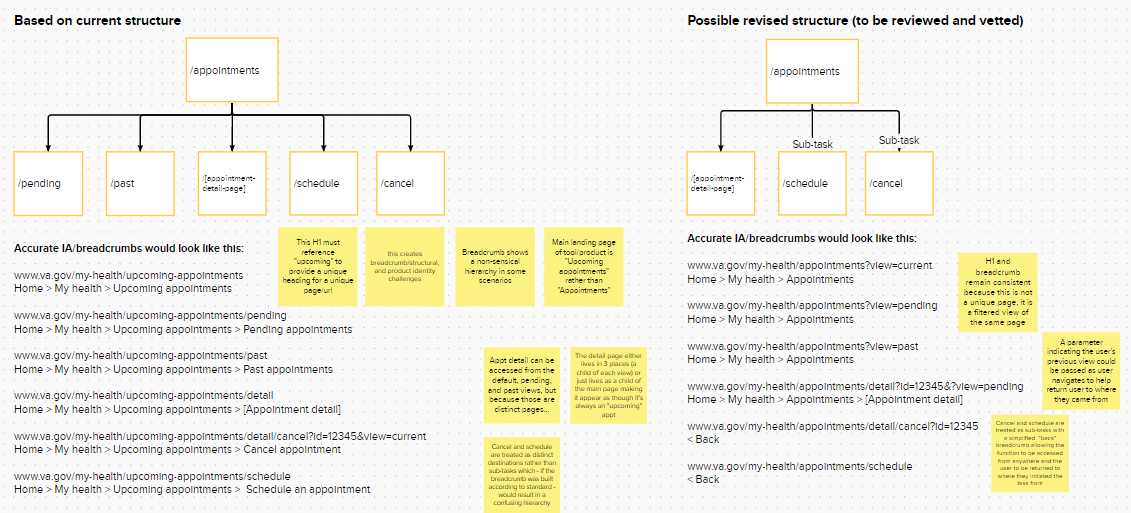 Based on current structure
/appointments
/pending
/past
/[appointment-
detail-page]
/schedule
/cancel
Accurate IA/breadcrumbs would look like this:
www.va.gov/my-health/upcoming-appointments
Home > My health > Upcoming appointments
www.va.gov/my-health/upcoming-appointments/pending
Home > My health > Upcoming appointments > Pending appointments
www.va.gov/my-health/upcoming-appointments/past
Home > My health > Upcoming appointments > Past appointments
www.va.gov/my-health/upcoming-appointments/detail
Home > My health > Upcoming appointments > [Appointment detail]
www.va.gov/my-health/upcoming-appointments/detail/cancel?id=12345&view=current
Home > My health > Upcoming appointments > Cancel appointment
www.va.gov/my-health/upcoming-appointments/schedule
Home > My health > Upcoming appointments > Schedule an appointment
This H1 must
reference
"upcoming" to
provide a unique
heading for a unique
page/url
this creates
breadcrumb/structural,
and product identity
challenges
Breadcrumb shows
a non-sensical
hierarchy in some
scenarios
Main landing page
of tool/product is
"Upcoming
appointments"
rather than
"Appointments"
Appt detail can be
accessed from the
default, pending,
and past views, but
because those are
distinct pages...
The detail page either
lives in 3 places (a
child of each view) or
just lives as a child of
the main page making
it appear as though it's
always an "upcoming"
appt
Cancel and schedule
are treated as distinct
destinations rather than
sub-tasks which - if the
breadcrumb was built
according to standard -
would result in a
confusing hierarchy
Possible revised structure (to be reviewed and vetted)
/appointments
Sub-task
Sub-task
/[appointment-
detail-page]
/schedule
/cancel
Accurate IA/breadcrumbs would look like this:
www.va.gov/my-health/appointments?view=current
Home > My health > Appointments
www.va.gov/my-health/appointments?view=pending
Home > My health > Appointments
www.va.gov/my-health/appointments?view=past
Home > My health > Appointments
www.va.gov/my-health/appointments/detail?id=12345&?view=pending
Home > My health > Appointments > [Appointment detail]
www.va.gov/my-health/appointments/detail/cancel?id=12345
< Back
www.va.gov/my-health/appointments/schedule
< Back
H1 and
breadcrumb
remain consistent
because this is not
a unique page, it is
a filtered view of
the same page
A parameter
indicating the user's
previous view could
be passed as user
navigates to help
return user to where
they came from
Cancel and schedule are
treated as sub-tasks with
a simplified "back"
breadcrumb allowing the
function to be accessed
from anywhere and the
user to be returned to
where they initiated the
task from